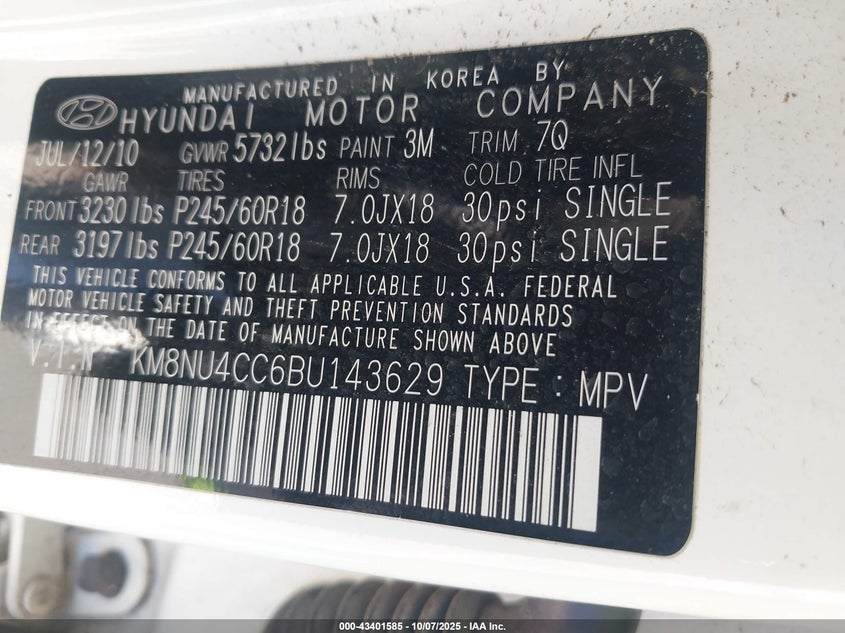 MANUFACTURED IN KOREA BY
HYUNDAI MOTOR COMPANY
JUL/12/10 GVWR 5732lbs PAINT 3M TRIM 7Q
GAWR TIRES RIMS COLD TIRE INFL
FRONT 3230lbs P245/60R18 7.0JX18 30psi SINGLE
REAR 3197lbs P245/60R18 7.0JX18 30psi SINGLE
THIS VEHICLE CONFORMS TO ALL APPLICABLE U.S.A. FEDERAL
MOTOR VEHICLE SAFETY AND THEFT PREVENTION STANDARDS
IN EFFECT ON THE DATE OF MANUFACTURE SHOWN ABOVE
V.I.N KM8NU4CC6BU143629 TYPE : MPV
000-43401585 - 10/07/2025 - IAA Inc.